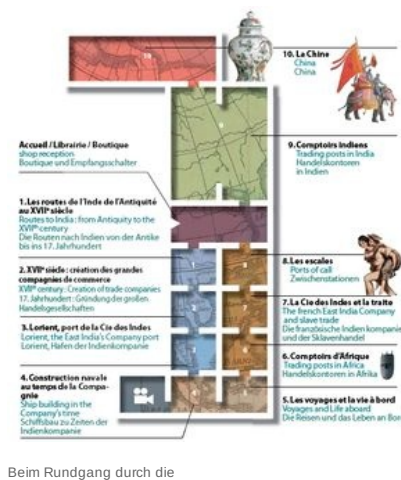 10. La Chine
China
China
Accueil / Librairie / Boutique
shop reception
Boutique und Empfangsschalter
9. Comptoirs indiens
Trading posts in India
Handelskontoren
in Indien
1. Les routes de l'Inde de l'Antiquité
au XVIIᵉ siècle
Routes to India: from Antiquity to the
XVIIᵗʰ century
Die Routen nach Indien von der Antike
bis ins 17. Jahrhundert
2. XVIIᵉ siècle : création des grandes
compagnies de commerce
XVIIᵗʰ century: Creation of trade companies
17. Jahrhundert: Gründung der großen
Handelsgesellschaften
8. Les escales
Ports of call
Zwischenstationen
3. Lorient, port de la Cie des Indes
Lorient, the East India's Company port
Lorient, Hafen der Indienkompanie
7. La Cie des Indes et la traite
The french East India Company
and slave trade
Die französische Indien kompanie
und der Sklavenhandel
6. Comptoirs d'Afrique
Trading posts in Africa
Handelskontoren in Afrika
4. Construction navale
au temps de la Compa-
gnie
Ship building in the
Company's time
Schiffsbau zu Zeiten der
Indienkompanie
5. Les voyages et la vie à bord
Voyages and Life aboard
Die Reisen und das Leben an Bor
Beim Rundgang durch die